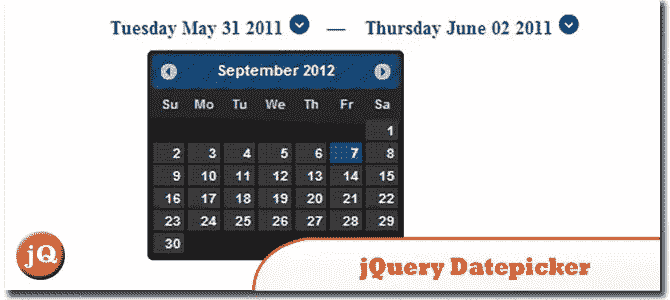 Tuesday May 31 2011 — Thursday June 02 2011
September 2012
Su Mo Tu We Th Fr Sa
1
2 3 4 5 6 7 8
9 10 11 12 13 14 15
16 17 18 19 20 21 22
23 24 25 26 27 28 29
30
jQ
jQuery Datepicker